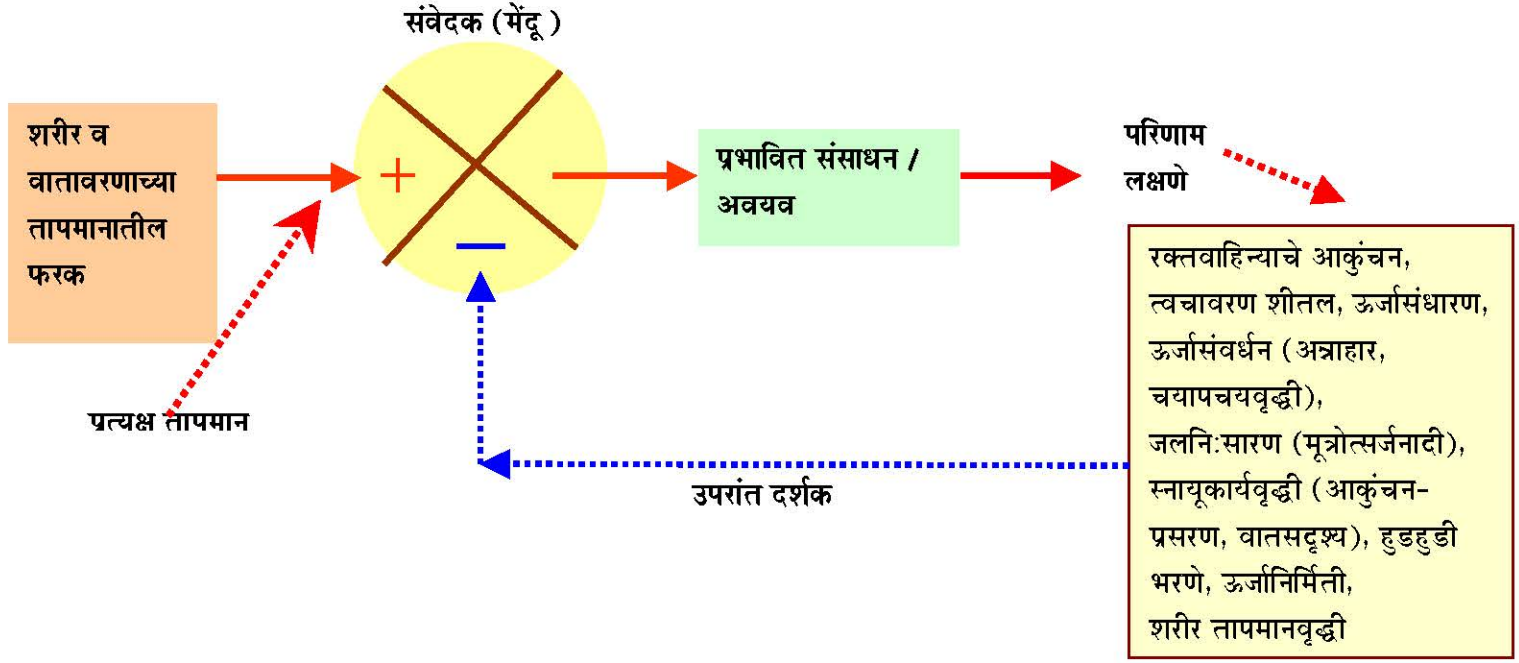 संवेदक (मेंदू )
शरीर व
वातावरणाच्या
तापमानातील
फरक
+
−
प्रभावित संसाधन /
अवयव
परिणाम
लक्षणे
प्रत्यक्ष तापमान
उपरांत दर्शक
रक्तवाहिन्याचे आकुंचन,
त्वचावरण शीतल, ऊर्जासंधारण,
ऊर्जासंवर्धन (अन्नाहार,
चयापचयवृद्धी),
जलनि:सारण (मूत्रोत्सर्जनादी),
स्नायूकार्यवृद्धी (आकुंचन-
प्रसरण, वातसदृश्य), हुडहुडी
भरणे, ऊर्जानिर्मिती,
शरीर तापमानवृद्धी